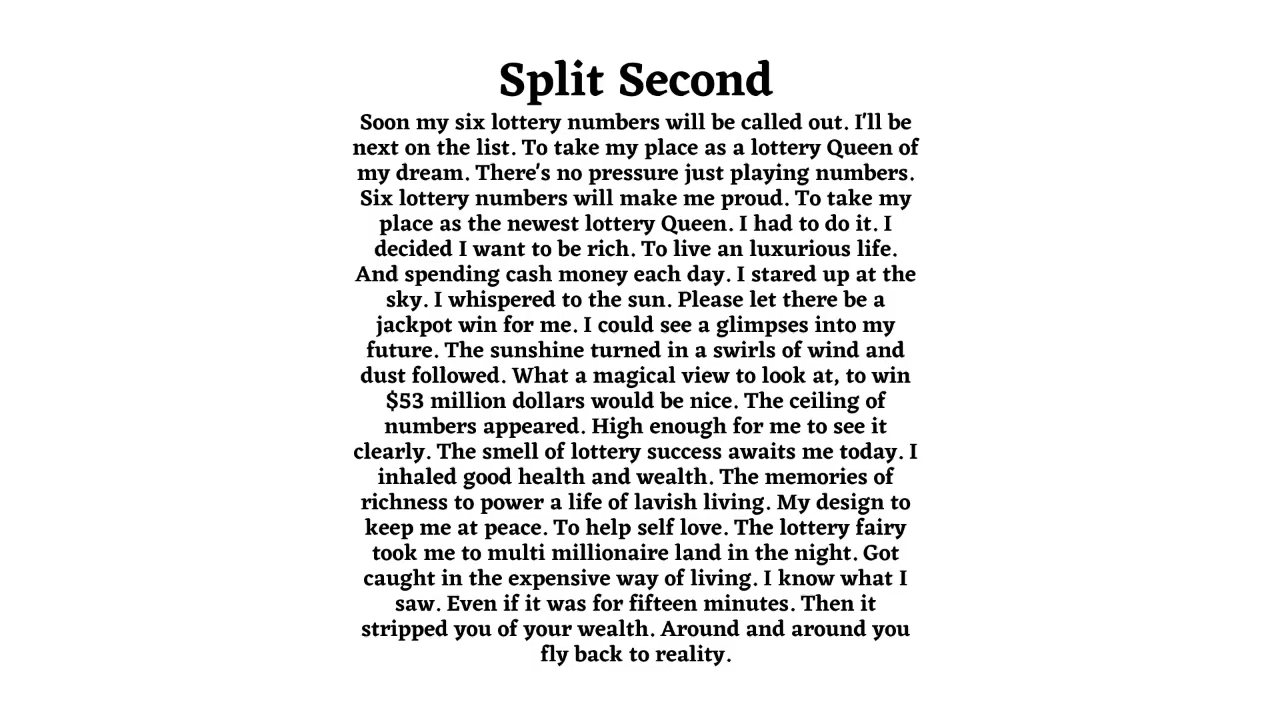 Split Second
Soon my six lottery numbers will be called out. I'll be
next on the list. To take my place as a lottery Queen of
my dream. There's no pressure just playing numbers.
Six lottery numbers will make me proud. To take my
place as the newest lottery Queen. I had to do it. I
decided I want to be rich. To live an luxurious life.
And spending cash money each day. I stared up at the
sky. I whispered to the sun. Please let there be a
jackpot win for me. I could see a glimpses into my
future. The sunshine turned in a swirls of wind and
dust followed. What a magical view to look at, to win
$53 million dollars would be nice. The ceiling of
numbers appeared. High enough for me to see it
clearly. The smell of lottery success awaits me today. I
inhaled good health and wealth. The memories of
richness to power a life of lavish living. My design to
keep me at peace. To help self love. The lottery fairy
took me to multi millionaire land in the night. Got
caught in the expensive way of living. I know what I
saw. Even if it was for fifteen minutes. Then it
stripped you of your wealth. Around and around you
fly back to reality.